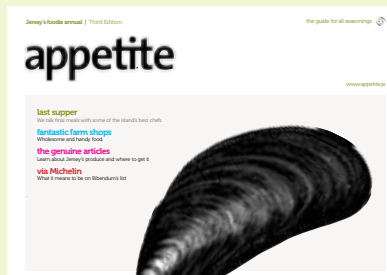 Jersey's foodie annual | Third Edition
the guide for all seasonings
appetite
www.appetite.je
last supper
We talk final meals with some of the island's best chefs
fantastic farm shops
Wholesome and handy food
the genuine articles
Learn about Jersey's produce and where to get it
via Michelin
What it means to be on Bibendum's list